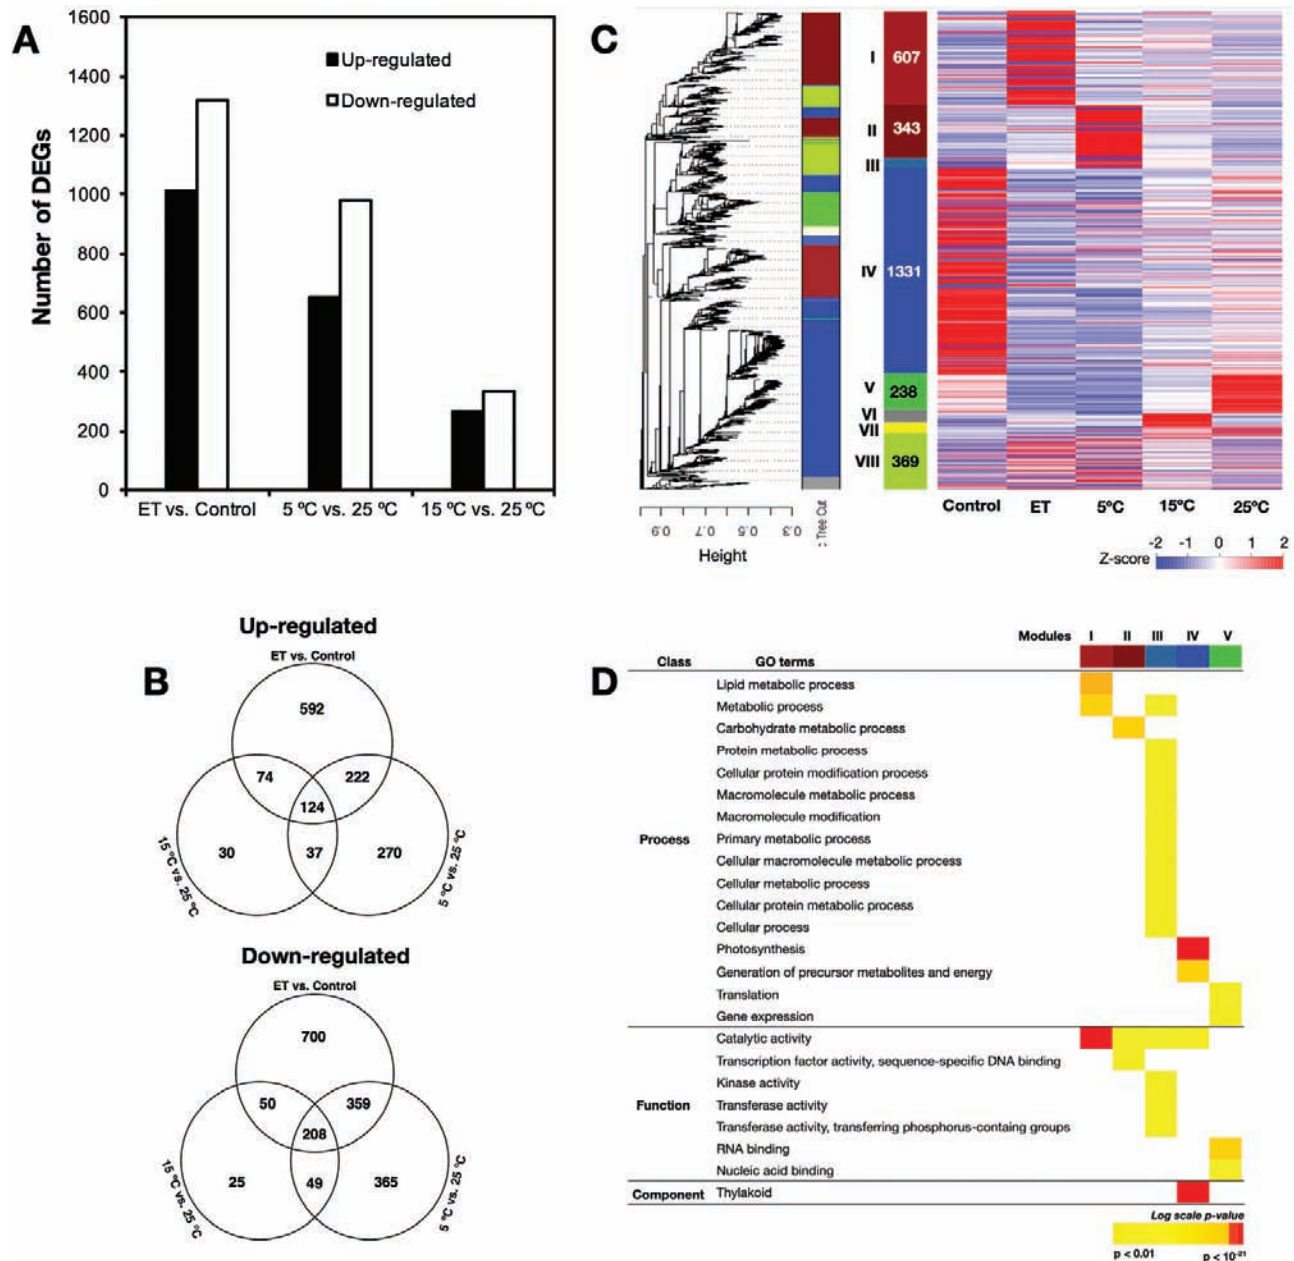 A
1600
1400
1200
1000
800
600
400
200
0
Number of DEGs
Up-regulated
Down-regulated
ET vs. Control
5 ºC vs. 25 ºC
15 ºC vs. 25 ºC
C
0.9
0.7
0.5
0.3
Height
: Tree Cut
I
607
II
343
III
IV
1331
V
238
VI
VII
VIII
369
Control
ET
5ºC
15ºC
25ºC
Z-score
-2
-1
0
1
2
B
Up-regulated
ET vs. Control
592
74
222
124
30
37
270
15 ºC vs. 25 ºC
5 ºC vs. 25 ºC
Down-regulated
ET vs. Control
700
50
359
208
25
49
365
15 ºC vs. 25 ºC
5 ºC vs. 25 ºC
D
Modules I II III IV V
Class GO terms
Lipid metabolic process
Metabolic process
Carbohydrate metabolic process
Protein metabolic process
Cellular protein modification process
Macromolecule metabolic process
Macromolecule modification
Process Primary metabolic process
Cellular macromolecule metabolic process
Cellular metabolic process
Cellular protein metabolic process
Cellular process
Photosynthesis
Generation of precursor metabolites and energy
Translation
Gene expression
Catalytic activity
Transcription factor activity, sequence-specific DNA binding
Kinase activity
Function Transferase activity
Transferase activity, transferring phosphorus-containg groups
RNA binding
Nucleic acid binding
Component Thylakoid
Log scale p-value
p < 0.01
p < 10⁻²¹